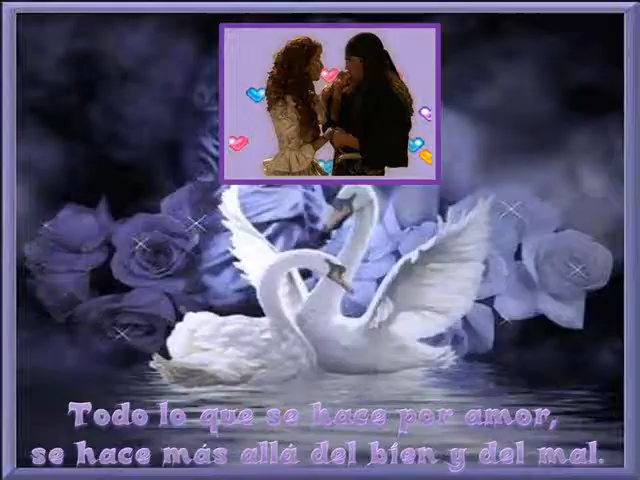 Todo lo que se hace por amor,
se hace más allá del bien y del mal.